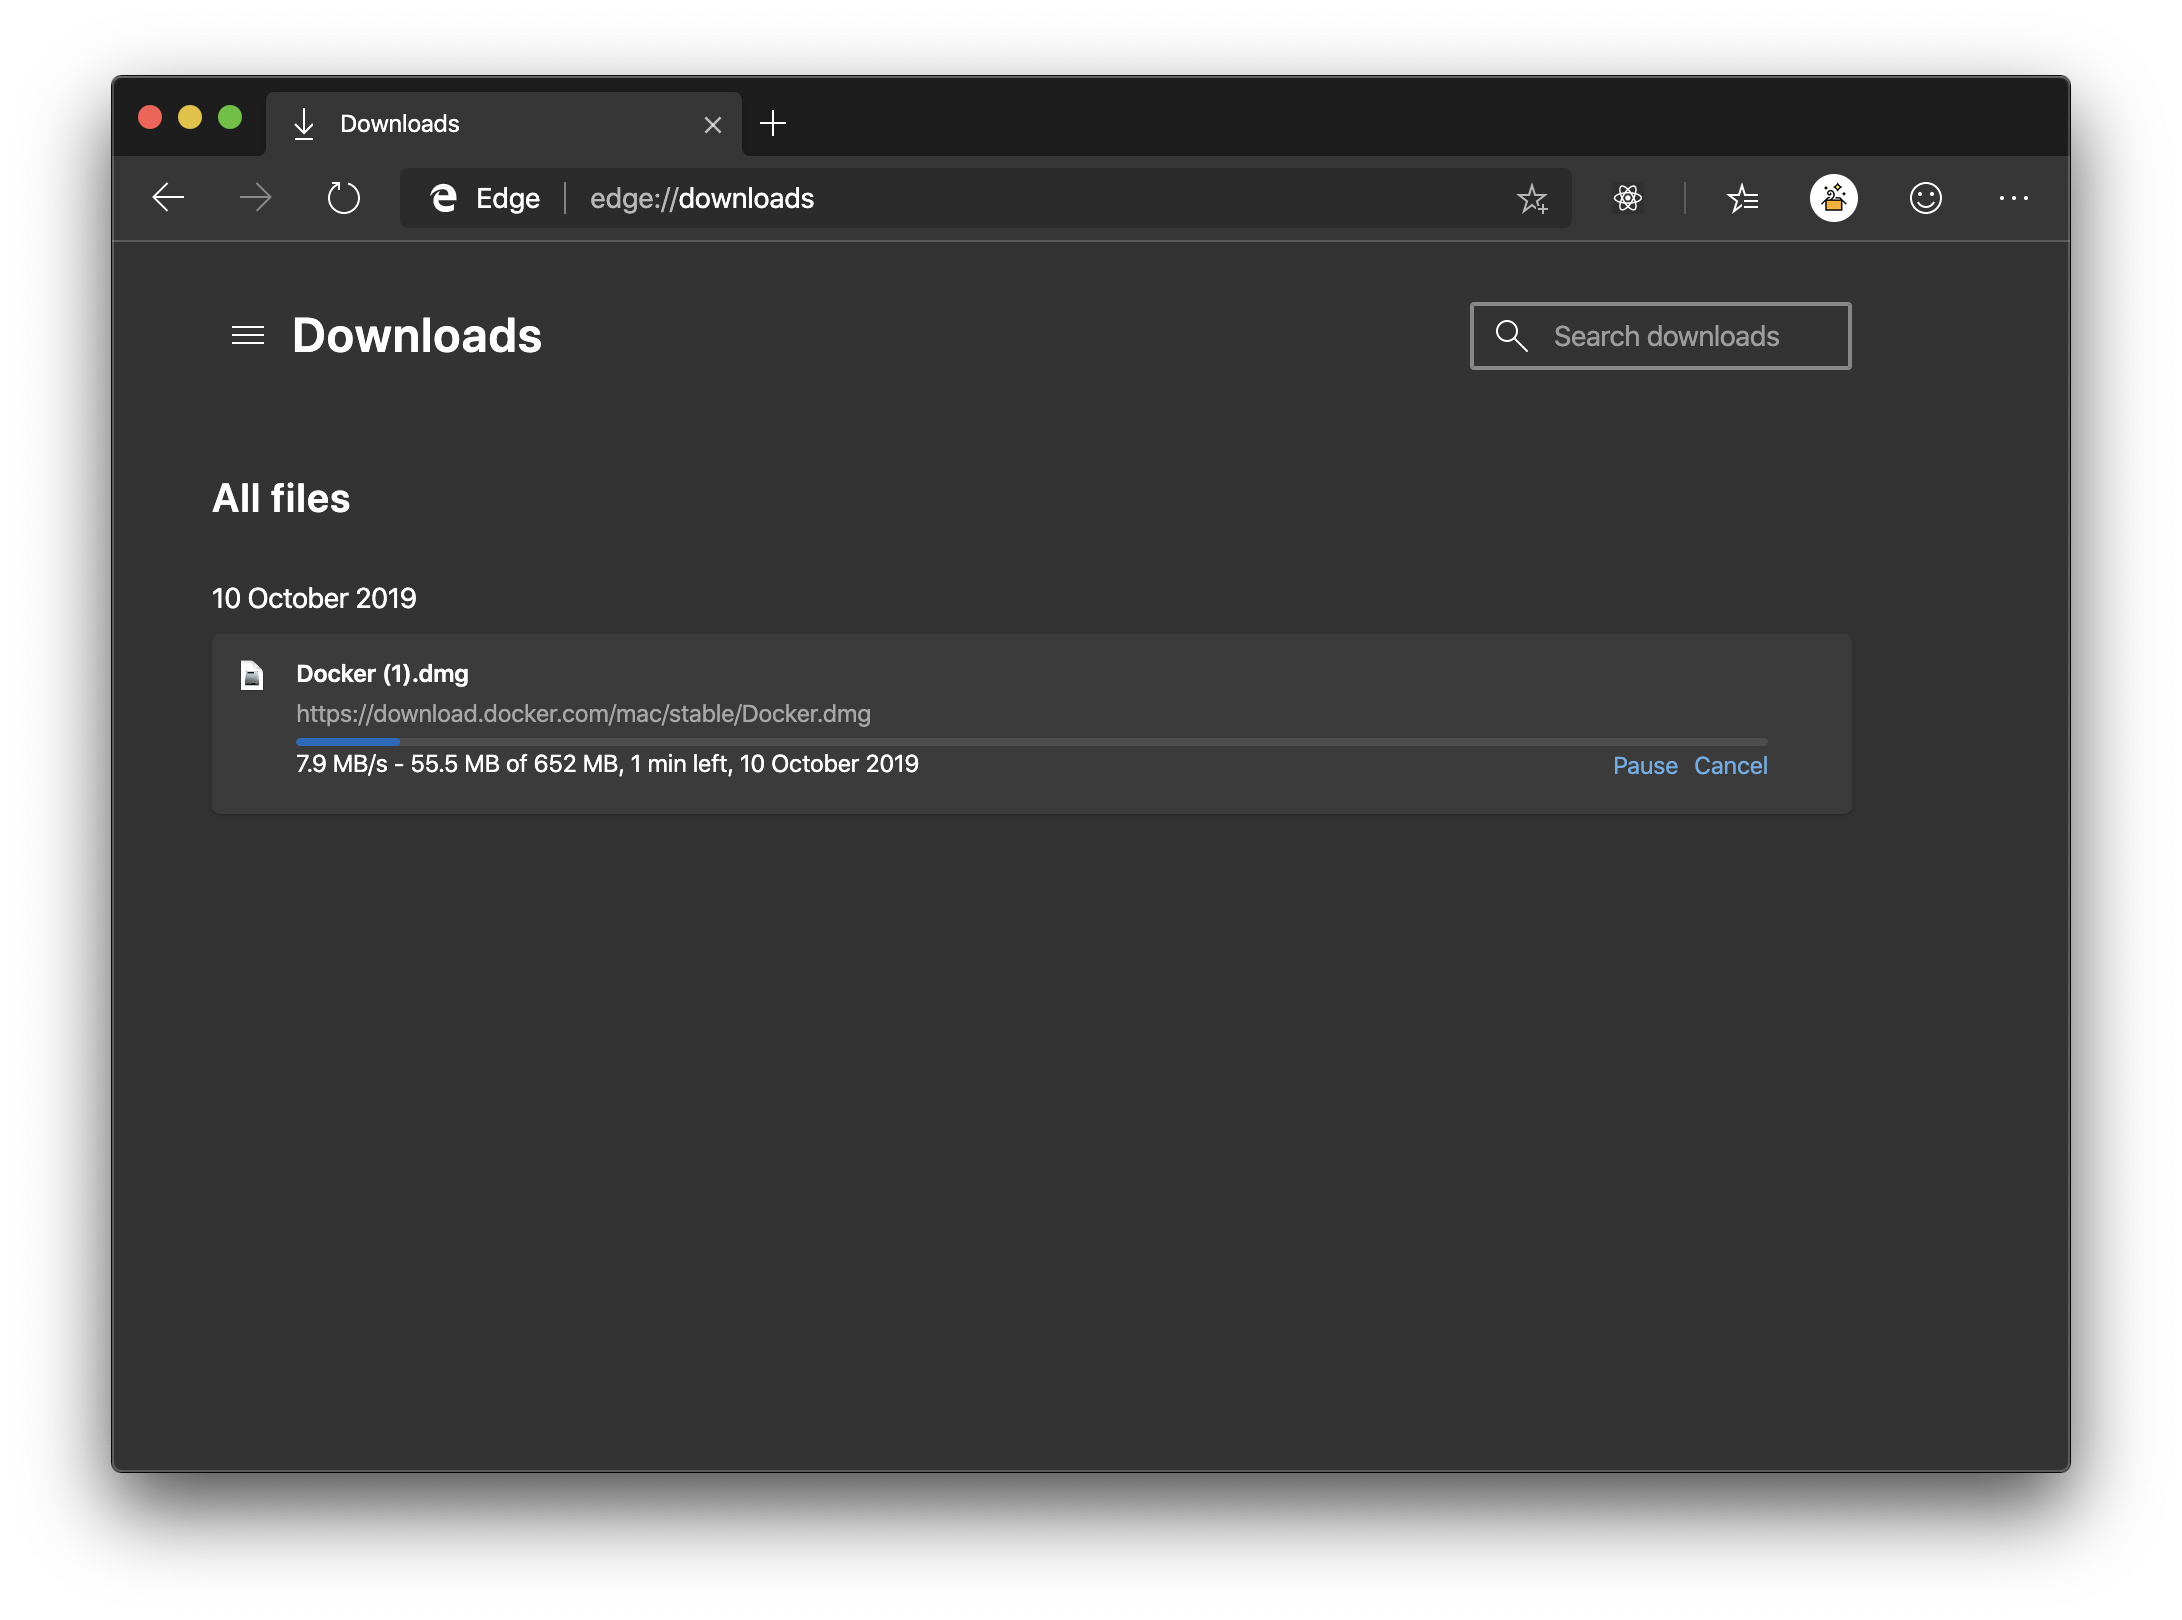 Downloads
Edge edge://downloads
Downloads
Search downloads
All files
10 October 2019
Docker (1).dmg
https://download.docker.com/mac/stable/Docker.dmg
7.9 MB/s - 55.5 MB of 652 MB, 1 min left, 10 October 2019
Pause Cancel